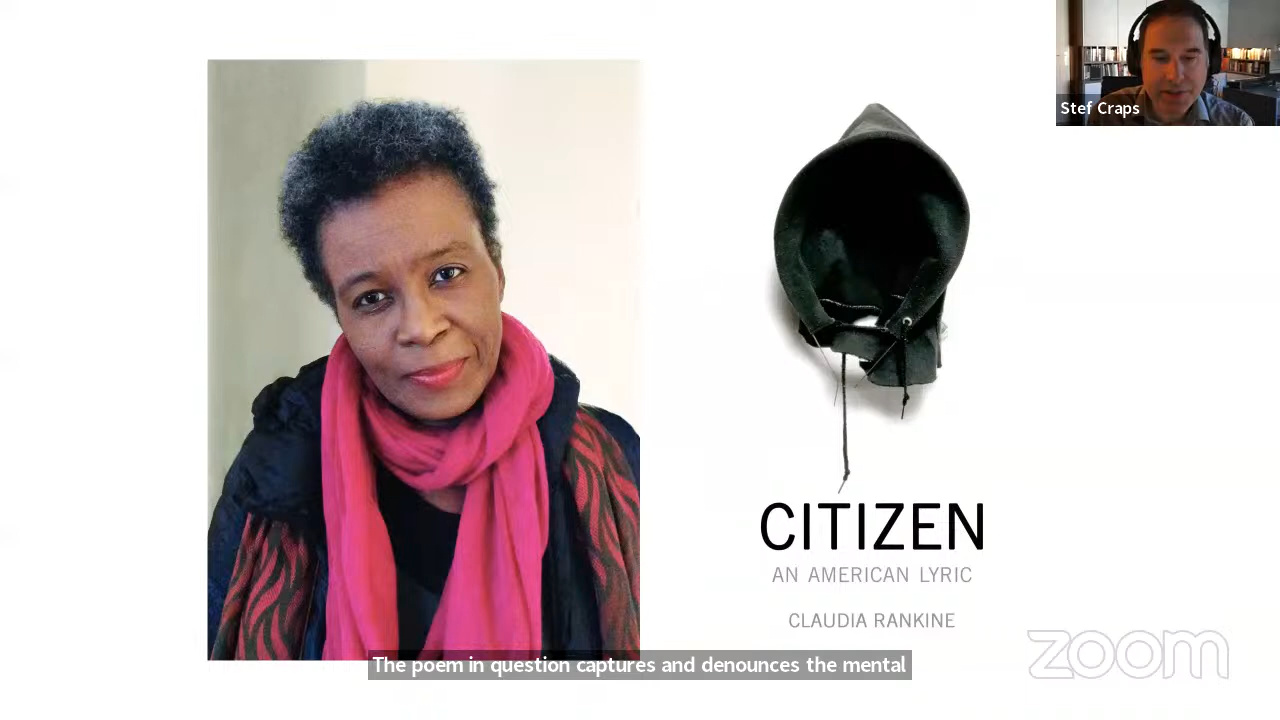 Stef Craps
CITIZEN
AN AMERICAN LYRIC
CLAUDIA RANKINE
zoom
The poem in question captures and denounces the mental